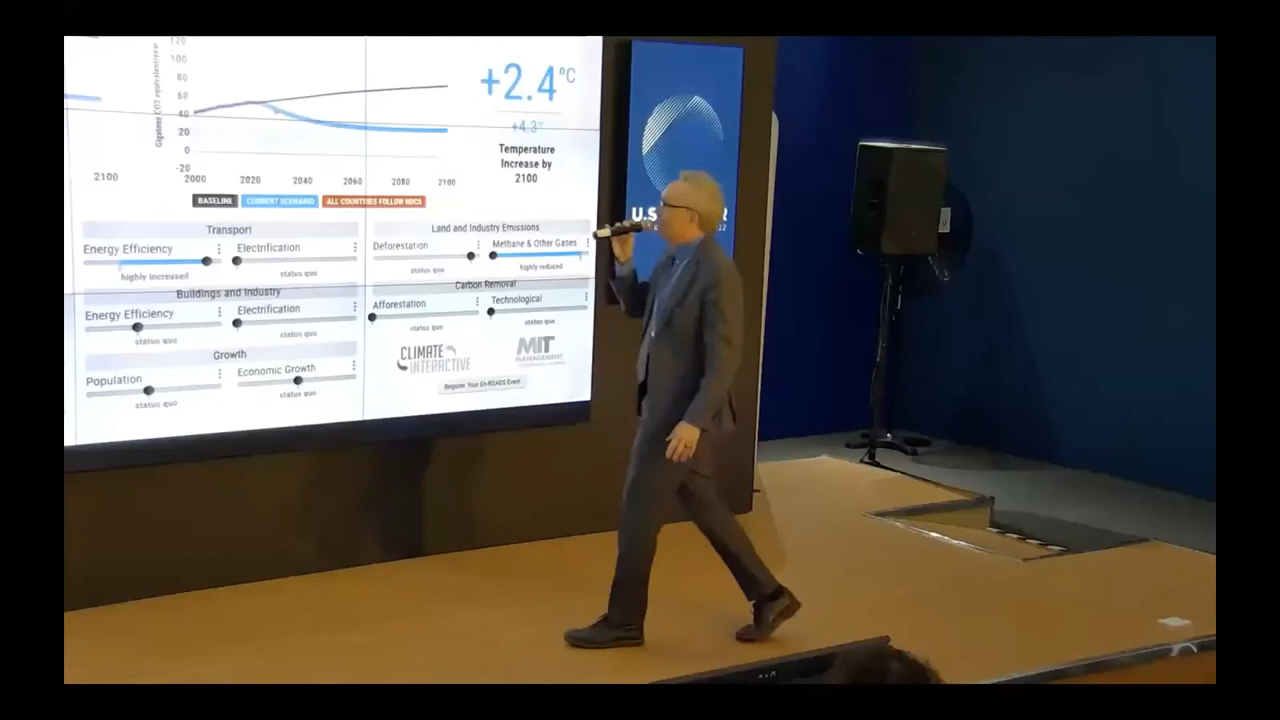 120
100
80
60
40
20
0
-20
Gigatons CO2 equivalent/year
2100
2000 2020 2040 2060 2080 2100
+2.4°C
+4.3°
Temperature
Increase by
2100
BASELINE CURRENT SCENARIO ALL COUNTRIES FOLLOW NDCS
Transport
Energy Efficiency
highly increased
Electrification
status quo
Buildings and Industry
Energy Efficiency
status quo
Electrification
status quo
Growth
Population
status quo
Economic Growth
status quo
Land and Industry Emissions
Deforestation
status quo
Methane & Other Gases
highly reduced
Carbon Removal
Afforestation
status quo
Technological
status quo
CLIMATE
INTERACTIVE
MIT
MANAGEMENT
Register Your En-ROADS Event
U.S.